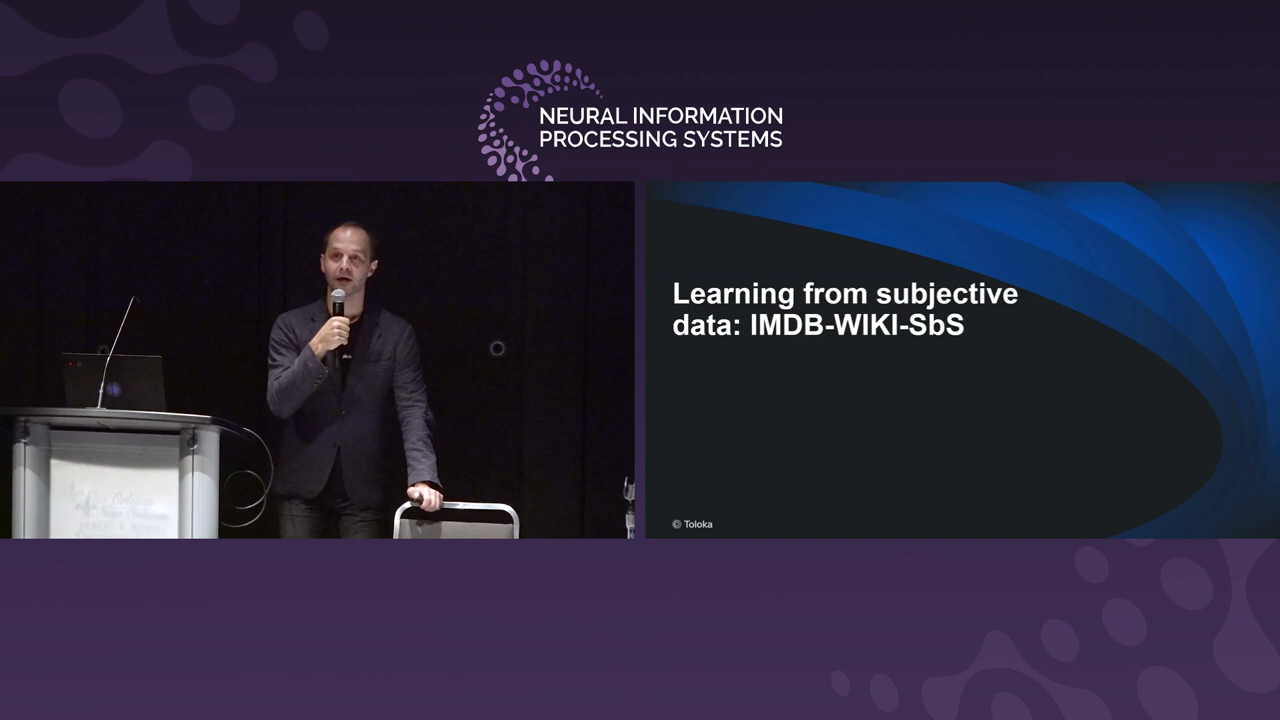 NEURAL INFORMATION
PROCESSING SYSTEMS
Learning from subjective
data: IMDB-WIKI-SbS
Toloka